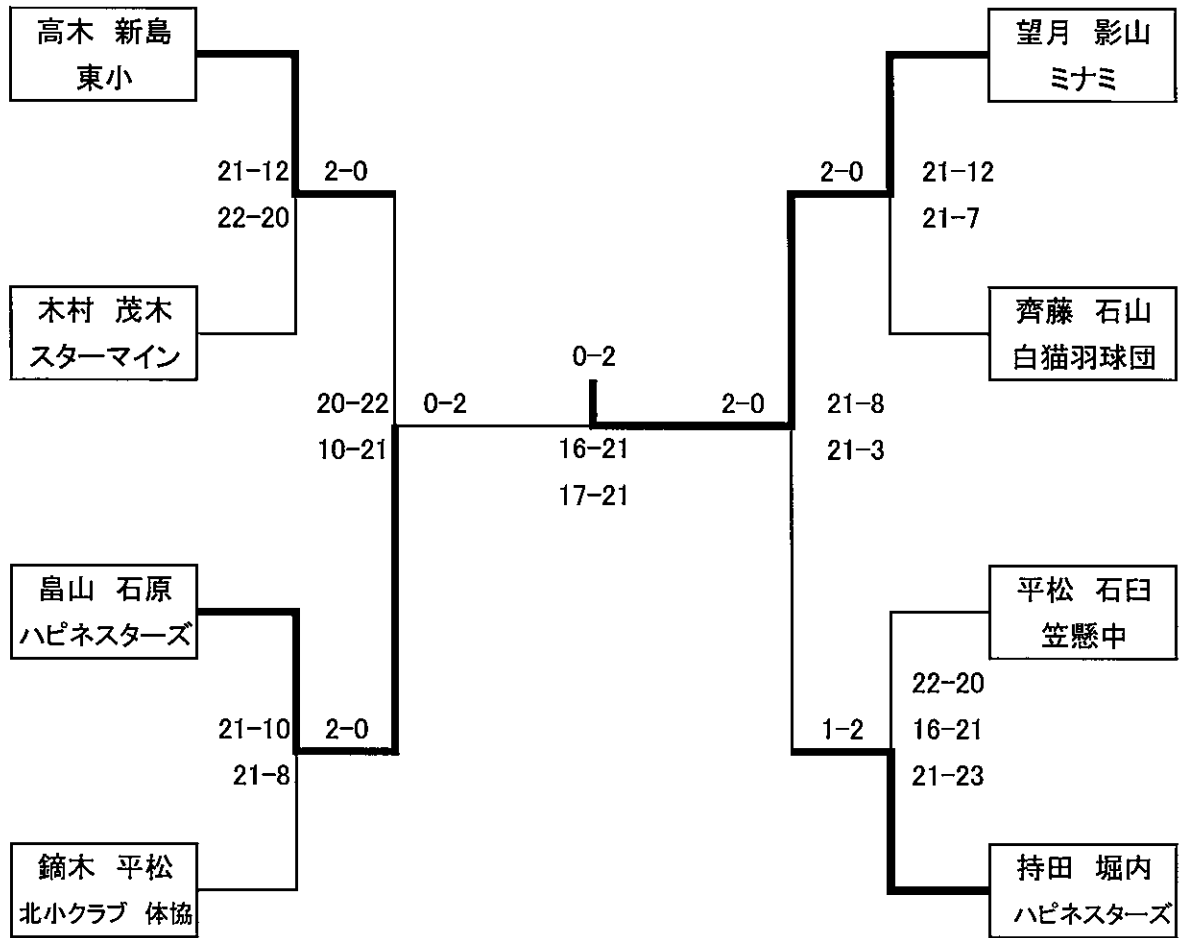 高木 新島
東小
21-12 2-0
22-20
木村 茂木
スターマイン
20-22 0-2
10-21
畠山 石原
ハピネスターズ
21-10 2-0
21-8
鏑木 平松
北小クラブ 体協
0-2
16-21
17-21
望月 影山
ミナミ
2-0 21-12
21-7
齊藤 石山
白猫羽球団
2-0 21-8
21-3
平松 石臼
笠懸中
22-20
1-2 16-21
21-23
持田 堀内
ハピネスターズ